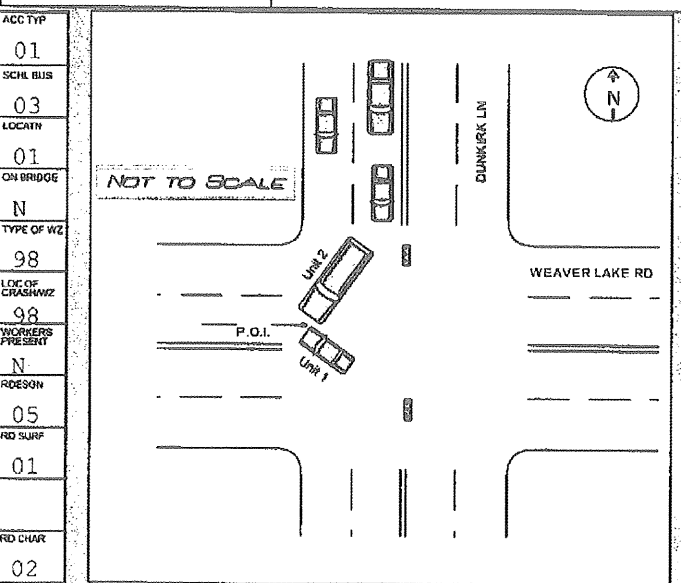 ACC TYP
01
SCHL BUS
03
LOCATN
01
ON BRIDGE
N
TYPE OF WZ
98
LOC OF
CRASH/WZ
98
WORKERS
PRESENT
N
RDESGN
05
RD SURF
01
RD CHAR
02
N
DUNKIRK LN
NOT TO SCALE
Unit 2
WEAVER LAKE RD
P.O.I.
Unit 1